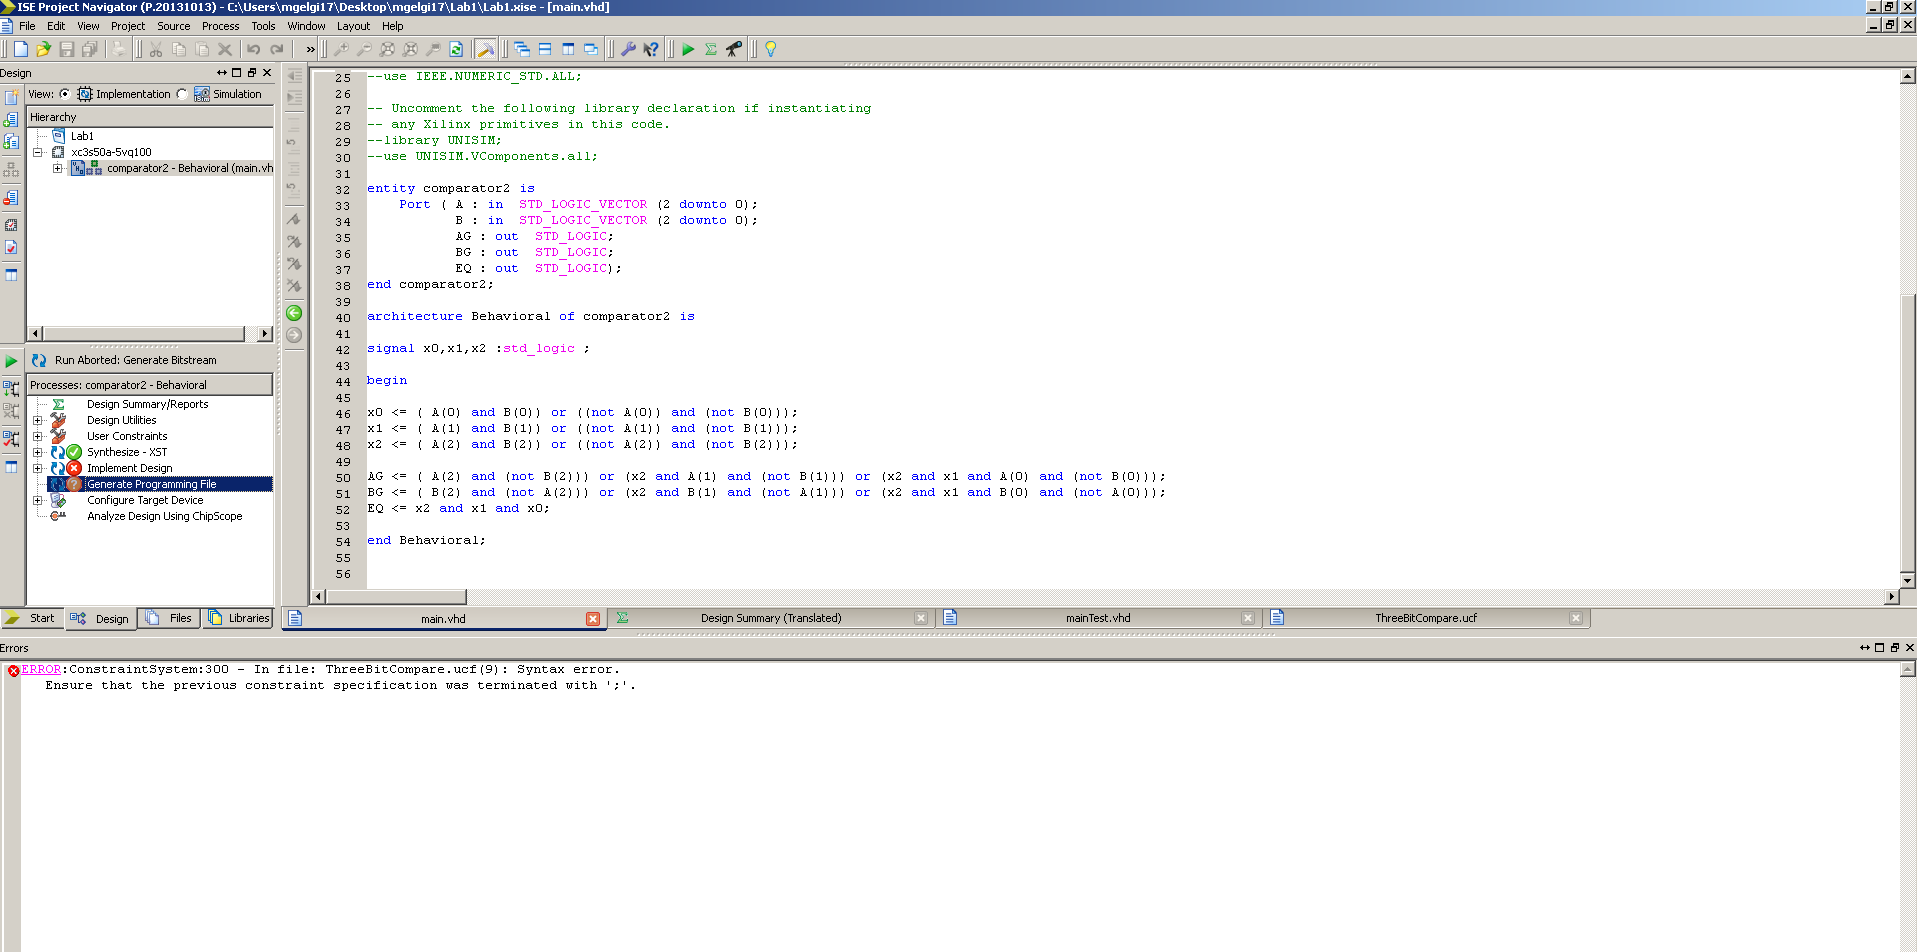 ISE Project Navigator (P.20131013) - C:\Users\mgelgi17\Desktop\mgelgi17\Lab1\Lab1.xise - [main.vhd]
File Edit View Project Source Process Tools Window Layout Help
»
Design
View: Implementation Simulation
Hierarchy
Lab1
xc3s50a-5vq100
comparator2 - Behavioral (main.vh
Run Aborted: Generate Bitstream
Processes: comparator2 - Behavioral
Design Summary/Reports
Design Utilities
User Constraints
Synthesize - XST
Implement Design
Generate Programming File
Configure Target Device
Analyze Design Using ChipScope
Start Design Files Libraries
25 --use IEEE.NUMERIC_STD.ALL;
26
27 -- Uncomment the following library declaration if instantiating
28 -- any Xilinx primitives in this code.
29 --library UNISIM;
30 --use UNISIM.VComponents.all;
31
32 entity comparator2 is
33 Port ( A : in STD_LOGIC_VECTOR (2 downto 0);
34 B : in STD_LOGIC_VECTOR (2 downto 0);
35 AG : out STD_LOGIC;
36 BG : out STD_LOGIC;
37 EQ : out STD_LOGIC);
38 end comparator2;
39
40 architecture Behavioral of comparator2 is
41
42 signal x0,x1,x2 :std_logic ;
43
44 begin
45
46 x0 <= ( A(0) and B(0)) or ((not A(0)) and (not B(0)));
47 x1 <= ( A(1) and B(1)) or ((not A(1)) and (not B(1)));
48 x2 <= ( A(2) and B(2)) or ((not A(2)) and (not B(2)));
49
50 AG <= ( A(2) and (not B(2))) or (x2 and A(1) and (not B(1))) or (x2 and x1 and A(0) and (not B(0)));
51 BG <= ( B(2) and (not A(2))) or (x2 and B(1) and (not A(1))) or (x2 and x1 and B(0) and (not A(0)));
52 EQ <= x2 and x1 and x0;
53
54 end Behavioral;
55
56
main.vhd Design Summary (Translated) mainTest.vhd ThreeBitCompare.ucf
Errors
ERROR:ConstraintSystem:300 - In file: ThreeBitCompare.ucf(9): Syntax error.
Ensure that the previous constraint specification was terminated with ';'.